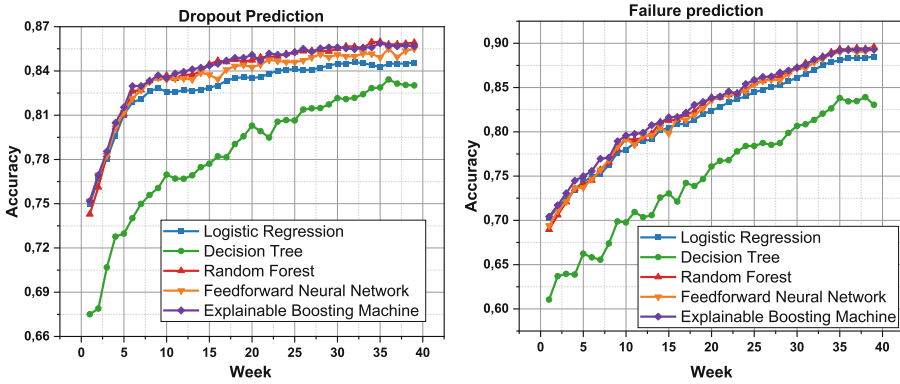 Dropout Prediction
0,87
0,84
0,81
0,78
0,75
0,72
0,69
0,66
Accuracy
Logistic Regression
Decision Tree
Random Forest
Feedforward Neural Network
Explainable Boosting Machine
0 5 10 15 20 25 30 35 40
Week
Failure prediction
0,90
0,85
0,80
0,75
0,70
0,65
0,60
Accuracy
Logistic Regression
Decision Tree
Random Forest
Feedforward Neural Network
Explainable Boosting Machine
0 5 10 15 20 25 30 35 40
Week